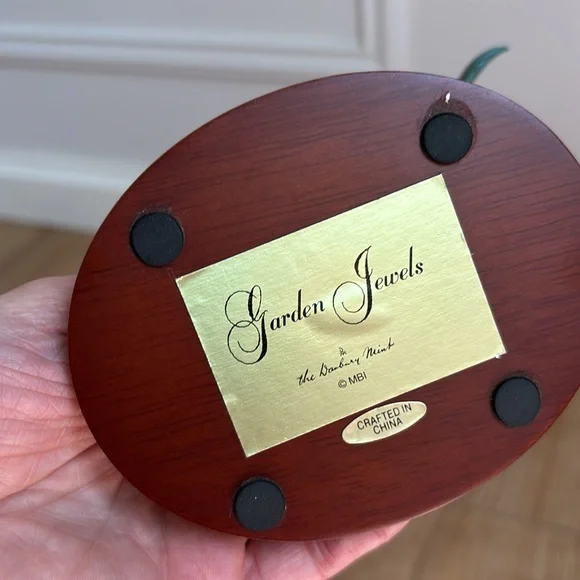 Garden Jewels
by
the Danbury Mint
© MBI
CRAFTED IN
CHINA